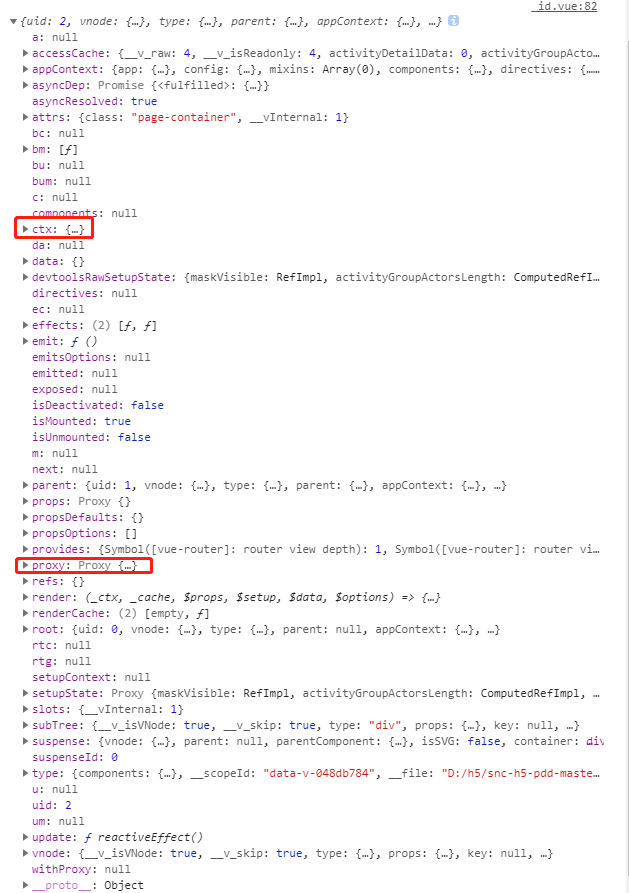 _id.vue:82
▼{uid: 2, vnode: {…}, type: {…}, parent: {…}, appContext: {…}, …} i
a: null
▶accessCache: {__v_raw: 4, __v_isReadonly: 4, activityDetailData: 0, activityGroupActo…
▶appContext: {app: {…}, config: {…}, mixins: Array(0), components: {…}, directives: {……
▶asyncDep: Promise {<fulfilled>: {…}}
asyncResolved: true
▶attrs: {class: "page-container", __vInternal: 1}
bc: null
▶bm: [ƒ]
bu: null
bum: null
c: null
components: null
▶ctx: {…}
da: null
▶data: {}
▶devtoolsRawSetupState: {maskVisible: RefImpl, activityGroupActorsLength: ComputedRefI…
directives: null
ec: null
▶effects: (2) [ƒ, ƒ]
▶emit: ƒ ()
emitsOptions: null
emitted: null
exposed: null
isDeactivated: false
isMounted: true
isUnmounted: false
m: null
next: null
▶parent: {uid: 1, vnode: {…}, type: {…}, parent: {…}, appContext: {…}, …}
▶props: Proxy {}
▶propsDefaults: {}
▶propsOptions: []
▶provides: {Symbol([vue-router]: router view depth): 1, Symbol([vue-router]: router vi…
▶proxy: Proxy {…}
▶refs: {}
▶render: (_ctx, _cache, $props, $setup, $data, $options) => {…}
▶renderCache: (2) [empty, ƒ]
▶root: {uid: 0, vnode: {…}, type: {…}, parent: null, appContext: {…}, …}
rtc: null
rtg: null
setupContext: null
▶setupState: Proxy {maskVisible: RefImpl, activityGroupActorsLength: ComputedRefImpl, …
▶slots: {__vInternal: 1}
▶subTree: {__v_isVNode: true, __v_skip: true, type: "div", props: {…}, key: null, …}
▶suspense: {vnode: {…}, parent: null, parentComponent: {…}, isSVG: false, container: div
suspenseId: 0
▶type: {components: {…}, __scopeId: "data-v-048db784", __file: "D:/h5/snc-h5-pdd-maste…
u: null
uid: 2
um: null
▶update: ƒ reactiveEffect()
▶vnode: {__v_isVNode: true, __v_skip: true, type: {…}, props: {…}, key: null, …}
withProxy: null
▶__proto__: Object